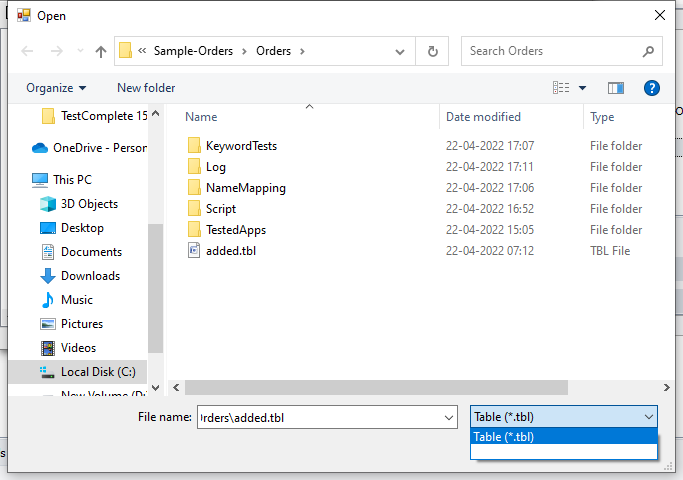 Open
« Sample-Orders > Orders >
Search Orders
Organize
New folder
TestComplete 15
OneDrive - Person
This PC
3D Objects
Desktop
Documents
Downloads
Music
Pictures
Videos
Local Disk (C:)
New Volume (D:
Name Date modified Type
KeywordTests 22-04-2022 17:07 File folder
Log 22-04-2022 17:11 File folder
NameMapping 22-04-2022 17:06 File folder
Script 22-04-2022 16:52 File folder
TestedApps 22-04-2022 15:05 File folder
added.tbl 22-04-2022 07:12 TBL File
File name: rders\added.tbl
Table (*.tbl)
Table (*.tbl)